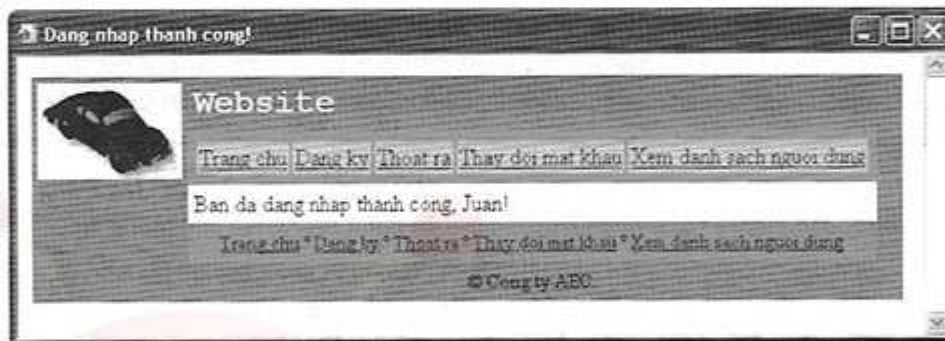 Dang nhap thanh cong!
Website
Trang chu Dang ky Thoat ra Thay doi mat khau Xem danh sach nguoi dung
Ban da dang nhap thanh cong, Juan!
Trang chu * Dang ky * Thoat ra * Thay doi mat khau * Xem danh sach nguoi dung
© Cong ty AEC